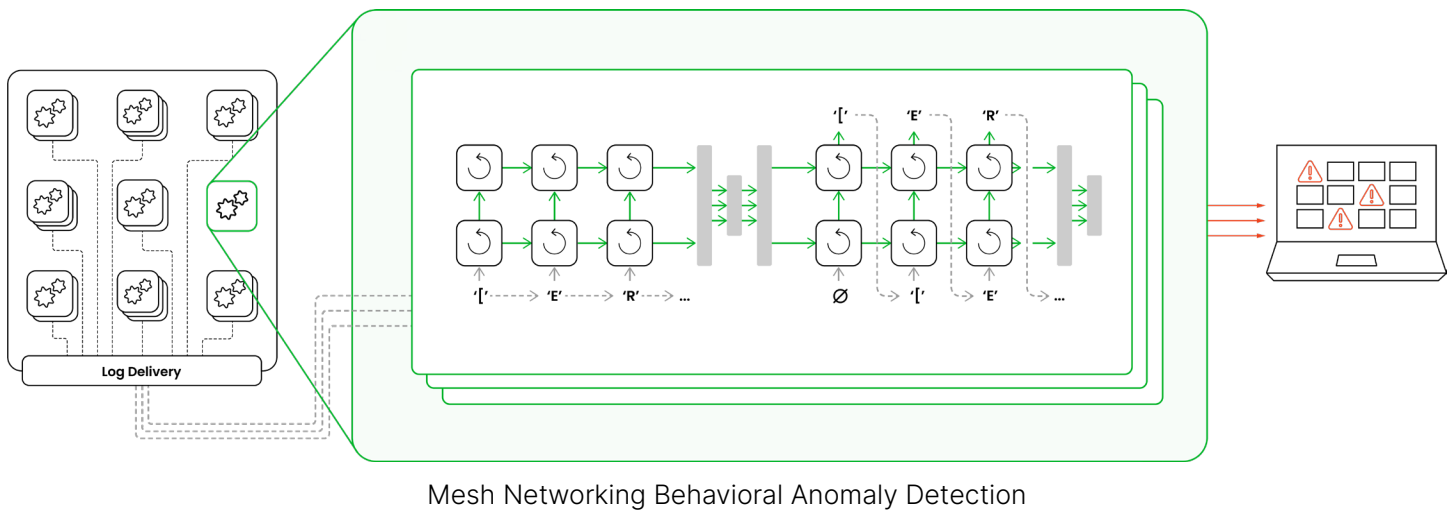 ‘[’ ‘E’ ‘R’
‘[’ ‘E’ ‘R’ ... Ø ‘[’ ‘E’ ...
Log Delivery
Mesh Networking Behavioral Anomaly Detection